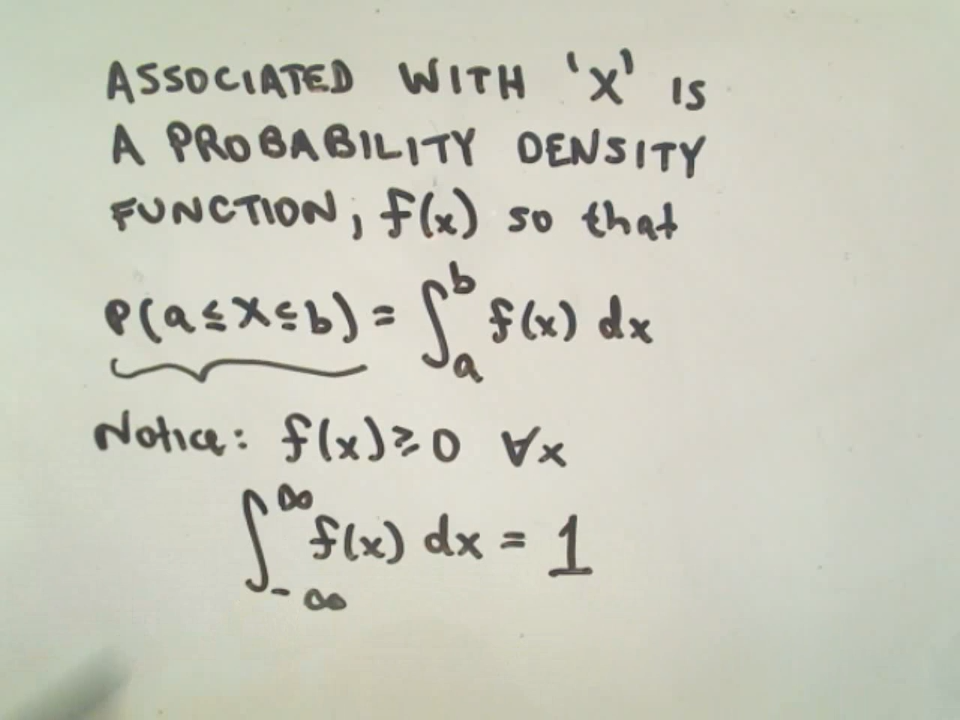 ASSOCIATED WITH 'X' IS
A PROBABILITY DENSITY
FUNCTION, f(x) so that
P(a≤X≤b) = ∫_a^b f(x) dx
Notice: f(x)≥0 ∀x
∫_{-∞}^{∞} f(x) dx = 1